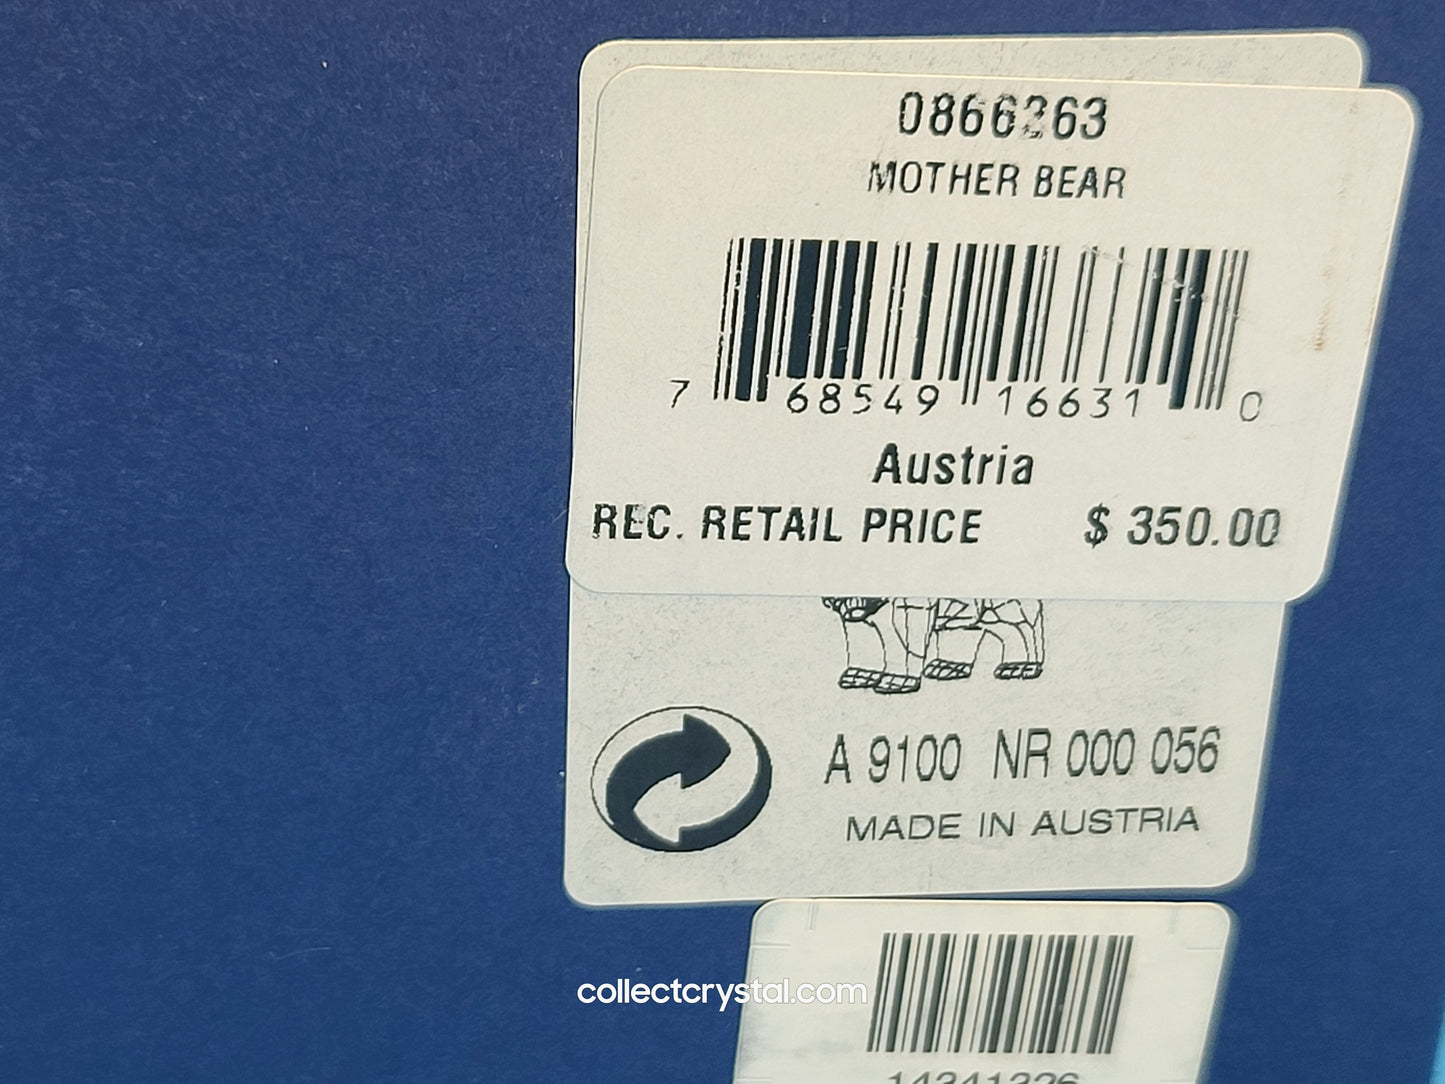 0866263
MOTHER BEAR
7 68549 16631 0
Austria
REC. RETAIL PRICE $ 350.00
A 9100 NR 000 056
MADE IN AUSTRIA
collectcrystal.com
14341326